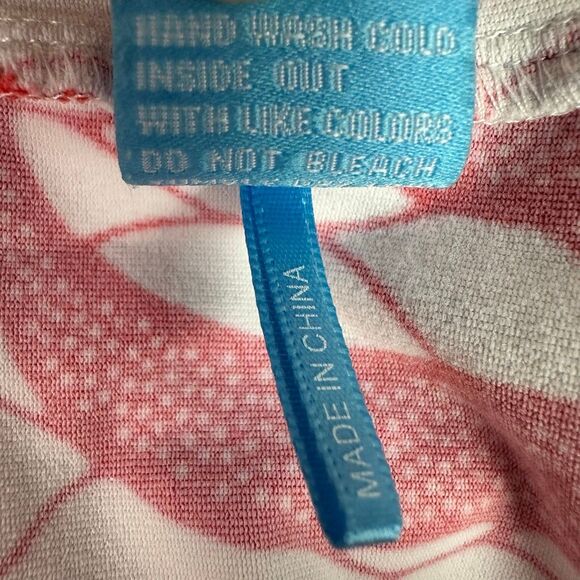 HAND WASH COLD
INSIDE OUT
WITH LIKE COLORS
DO NOT BLEACH
MADE IN CHINA